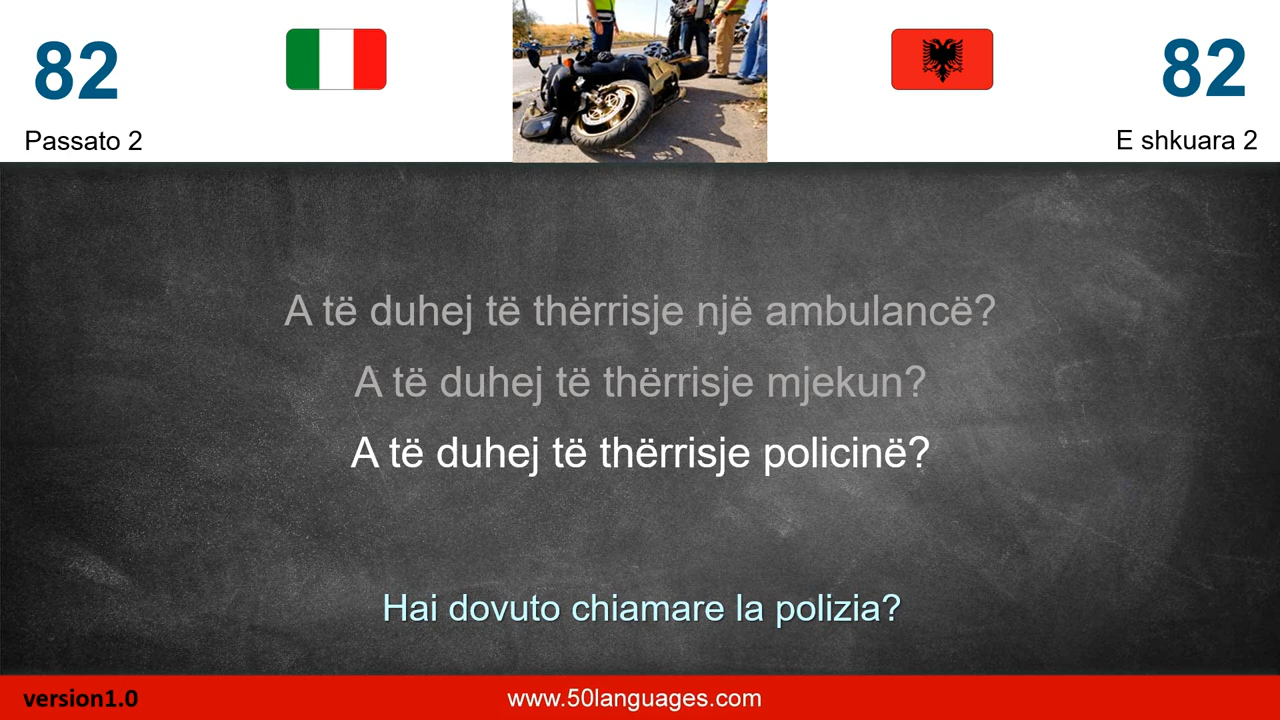 82
82
Passato 2
E shkuara 2
A të duhej të thërrisje një ambulancë?
A të duhej të thërrisje mjekun?
A të duhej të thërrisje policinë?
Hai dovuto chiamare la polizia?
version1.0
www.50languages.com